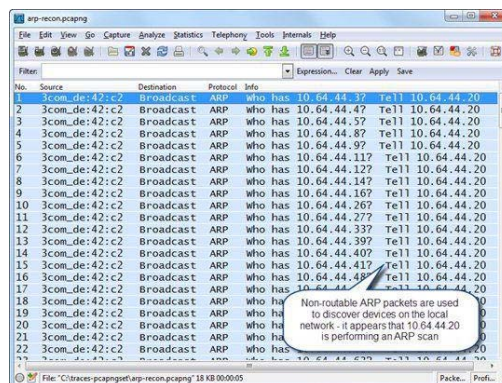 arp-recon.pcapng
File Edit View Go Capture Analyze Statistics Telephony Tools Internals Help
Filter: Expression... Clear Apply Save
No. Source Destination Protocol Info
1 3com_de:42:c2 Broadcast ARP Who has 10.64.44.3? Tell 10.64.44.20
2 3com_de:42:c2 Broadcast ARP Who has 10.64.44.4? Tell 10.64.44.20
3 3com_de:42:c2 Broadcast ARP Who has 10.64.44.5? Tell 10.64.44.20
4 3com_de:42:c2 Broadcast ARP Who has 10.64.44.8? Tell 10.64.44.20
5 3com_de:42:c2 Broadcast ARP Who has 10.64.44.9? Tell 10.64.44.20
6 3com_de:42:c2 Broadcast ARP Who has 10.64.44.11? Tell 10.64.44.20
7 3com_de:42:c2 Broadcast ARP Who has 10.64.44.12? Tell 10.64.44.20
8 3com_de:42:c2 Broadcast ARP Who has 10.64.44.14? Tell 10.64.44.20
9 3com_de:42:c2 Broadcast ARP Who has 10.64.44.16? Tell 10.64.44.20
10 3com_de:42:c2 Broadcast ARP Who has 10.64.44.26? Tell 10.64.44.20
11 3com_de:42:c2 Broadcast ARP Who has 10.64.44.27? Tell 10.64.44.20
12 3com_de:42:c2 Broadcast ARP Who has 10.64.44.33? Tell 10.64.44.20
13 3com_de:42:c2 Broadcast ARP Who has 10.64.44.39? Tell 10.64.44.20
14 3com_de:42:c2 Broadcast ARP Who has 10.64.44.40? Tell 10.64.44.20
15 3com_de:42:c2 Broadcast ARP Who has 10.64.44.41? Tell 10.64.44.20
16 3com_de:42:c2 Broadcast ARP Who has 10.64.44.48? Tell 10.64.44.20
17 3com_de:42:c2 Broadcast ARP Who
18 3com_de:42:c2 Broadcast ARP Who
19 3com_de:42:c2 Broadcast ARP Who
20 3com_de:42:c2 Broadcast ARP Who
21 3com_de:42:c2 Broadcast ARP Who
22 3com_de:42:c2 Broadcast ARP Who
Non-routable ARP packets are used
to discover devices on the local
network - it appears that 10.64.44.20
is performing an ARP scan
File: "C:\traces-pcapngset\arp-recon.pcapng" 18 KB 00:00:05 Packe... Profi...